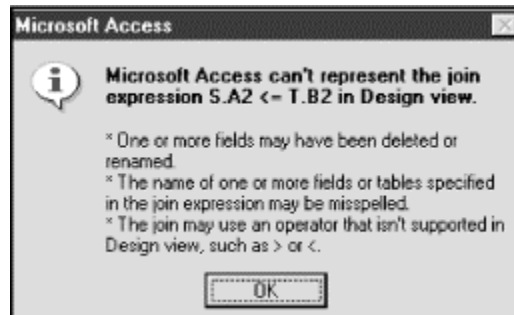 Microsoft Access
Microsoft Access can't represent the join
expression S.A2 <= T.B2 in Design view.
* One or more fields may have been deleted or
renamed.
* The name of one or more fields or tables specified
in the join expression may be misspelled.
* The join may use an operator that isn't supported in
Design view, such as > or <.
OK